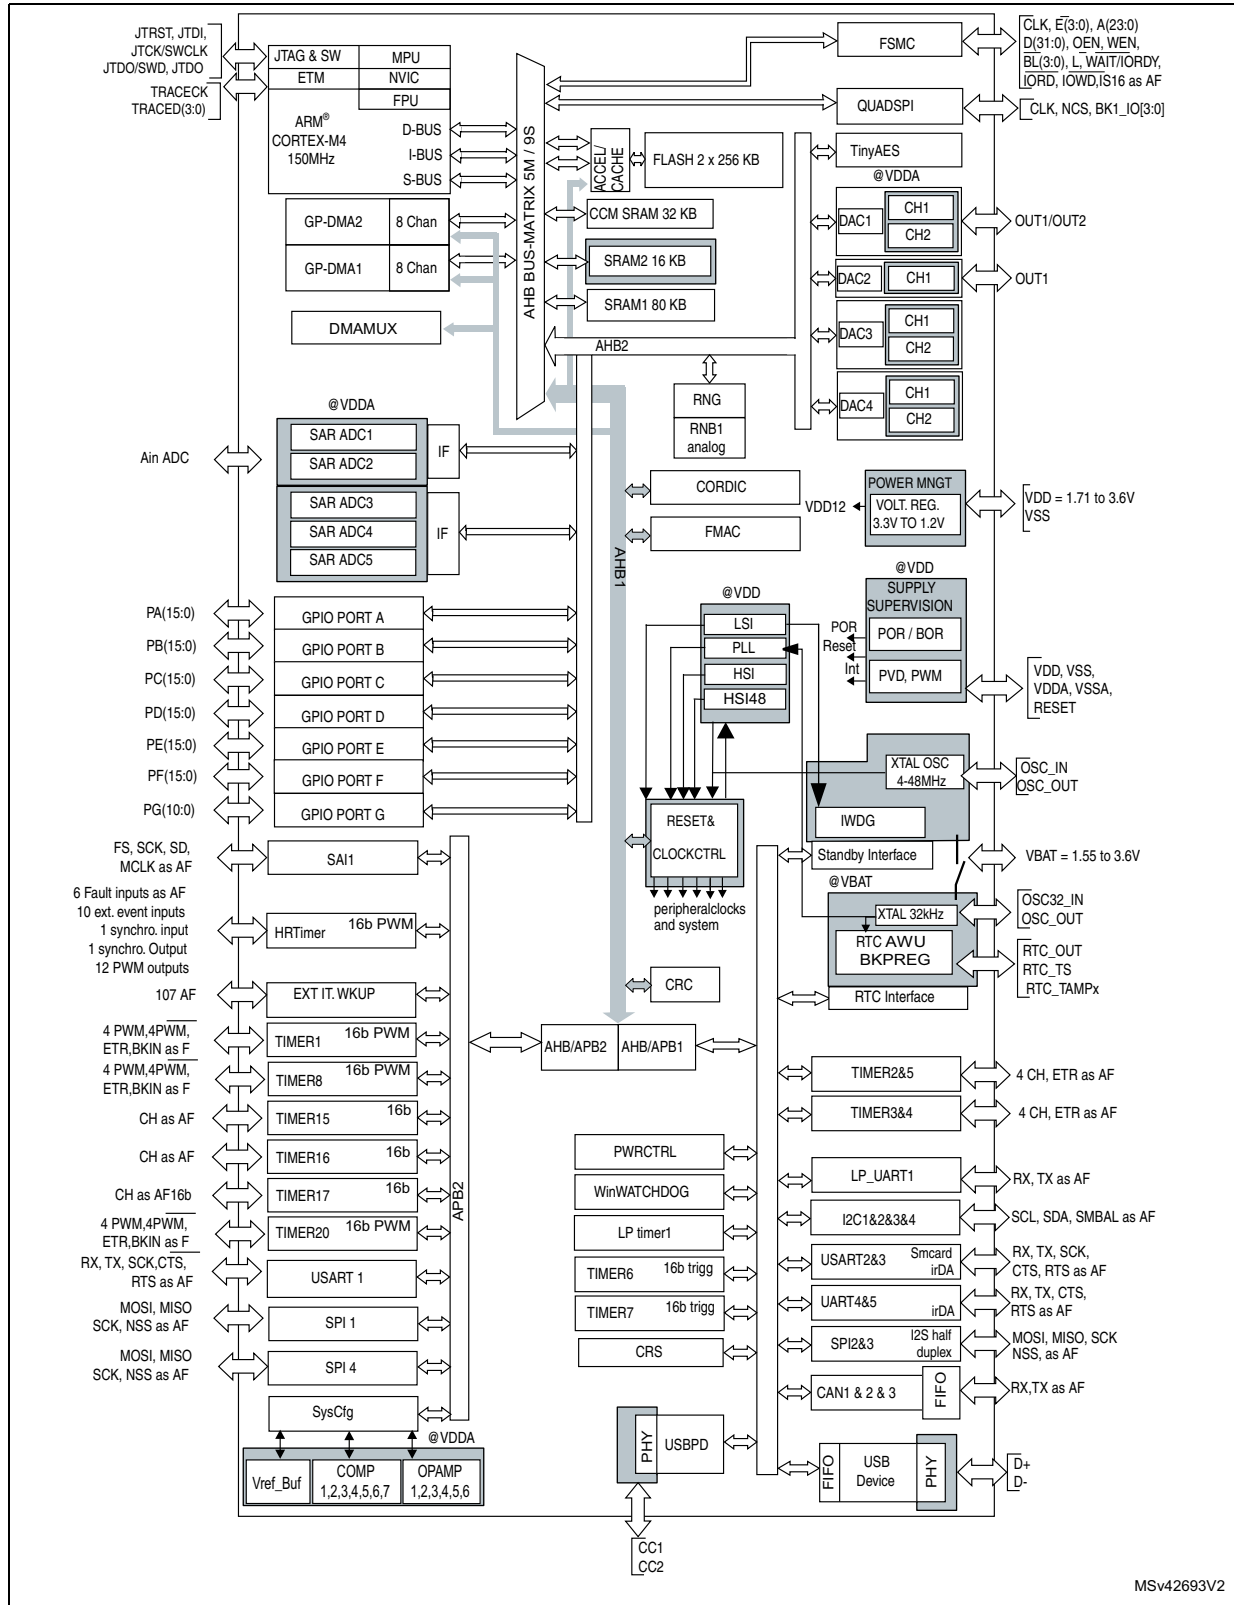 JTRST, JTDI,
JTCK/SWCLK
JTDO/SWD, JTDO
TRACECK
TRACED(3:0)
JTAG & SW
MPU
ETM
NVIC
FPU
ARM®
CORTEX-M4
150MHz
D-BUS
I-BUS
S-BUS
GP-DMA2
8 Chan
GP-DMA1
8 Chan
DMAMUX
AHB BUS-MATRIX 5M / 9S
ACCEL/
CACHE
FLASH 2 x 256 KB
CCM SRAM 32 KB
SRAM2 16 KB
SRAM1 80 KB
AHB2
RNG
RNB1
analog
FSMC
CLK, E(3:0), A(23:0)
D(31:0), OEN, WEN,
BL(3:0), L, WAIT/IORDY,
IORD, IOWD,IS16 as AF
QUADSPI
CLK, NCS, BK1_IO[3:0]
TinyAES
@VDDA
DAC1
CH1
CH2
OUT1/OUT2
DAC2
CH1
OUT1
DAC3
CH1
CH2
DAC4
CH1
CH2
@VDDA
SAR ADC1
SAR ADC2
IF
Ain ADC
SAR ADC3
SAR ADC4
SAR ADC5
IF
CORDIC
FMAC
AHB1
POWER MNGT
VDD12
VOLT. REG.
3.3V TO 1.2V
VDD = 1.71 to 3.6V
VSS
@VDD
SUPPLY
SUPERVISION
POR
Reset
Int
POR / BOR
PVD, PWM
VDD, VSS,
VDDA, VSSA,
RESET
@VDD
LSI
PLL
HSI
HSI48
PA(15:0)
GPIO PORT A
PB(15:0)
GPIO PORT B
PC(15:0)
GPIO PORT C
PD(15:0)
GPIO PORT D
PE(15:0)
GPIO PORT E
PF(15:0)
GPIO PORT F
PG(10:0)
GPIO PORT G
XTAL OSC
4-48MHz
OSC_IN
OSC_OUT
IWDG
RESET&
CLOCKCTRL
peripheralclocks
and system
Standby Interface
VBAT = 1.55 to 3.6V
@VBAT
XTAL 32kHz
OSC32_IN
OSC_OUT
RTC AWU
BKPREG
RTC_OUT
RTC_TS
RTC_TAMPx
RTC Interface
FS, SCK, SD,
MCLK as AF
SAI1
6 Fault inputs as AF
10 ext. event inputs
1 synchro. input
1 synchro. Output
12 PWM outputs
HRTimer
16b PWM
107 AF
EXT IT. WKUP
CRC
AHB/APB2
AHB/APB1
4 PWM,4PWM,
ETR,BKIN as F
TIMER1
16b PWM
4 PWM,4PWM,
ETR,BKIN as F
TIMER8
16b PWM
CH as AF
TIMER15
16b
CH as AF
TIMER16
16b
CH as AF16b
TIMER17
16b
4 PWM,4PWM,
ETR,BKIN as F
TIMER20
16b PWM
RX, TX, SCK,CTS,
RTS as AF
USART 1
MOSI, MISO
SCK, NSS as AF
SPI 1
MOSI, MISO
SCK, NSS as AF
SPI 4
SysCfg
APB2
@VDDA
Vref_Buf
COMP
1,2,3,4,5,6,7
OPAMP
1,2,3,4,5,6
PWRCTRL
WinWATCHDOG
LP timer1
TIMER6
16b trigg
TIMER7
16b trigg
CRS
PHY
USBPD
CC1
CC2
TIMER2&5
4 CH, ETR as AF
TIMER3&4
4 CH, ETR as AF
LP_UART1
RX, TX as AF
I2C1&2&3&4
SCL, SDA, SMBAL as AF
USART2&3
Smcard
irDA
RX, TX, SCK,
CTS, RTS as AF
UART4&5
irDA
RX, TX, CTS,
RTS as AF
SPI2&3
I2S half
duplex
MOSI, MISO, SCK
NSS, as AF
CAN1 & 2 & 3
FIFO
RX,TX as AF
FIFO
USB
Device
PHY
D+
D-
MSv42693V2